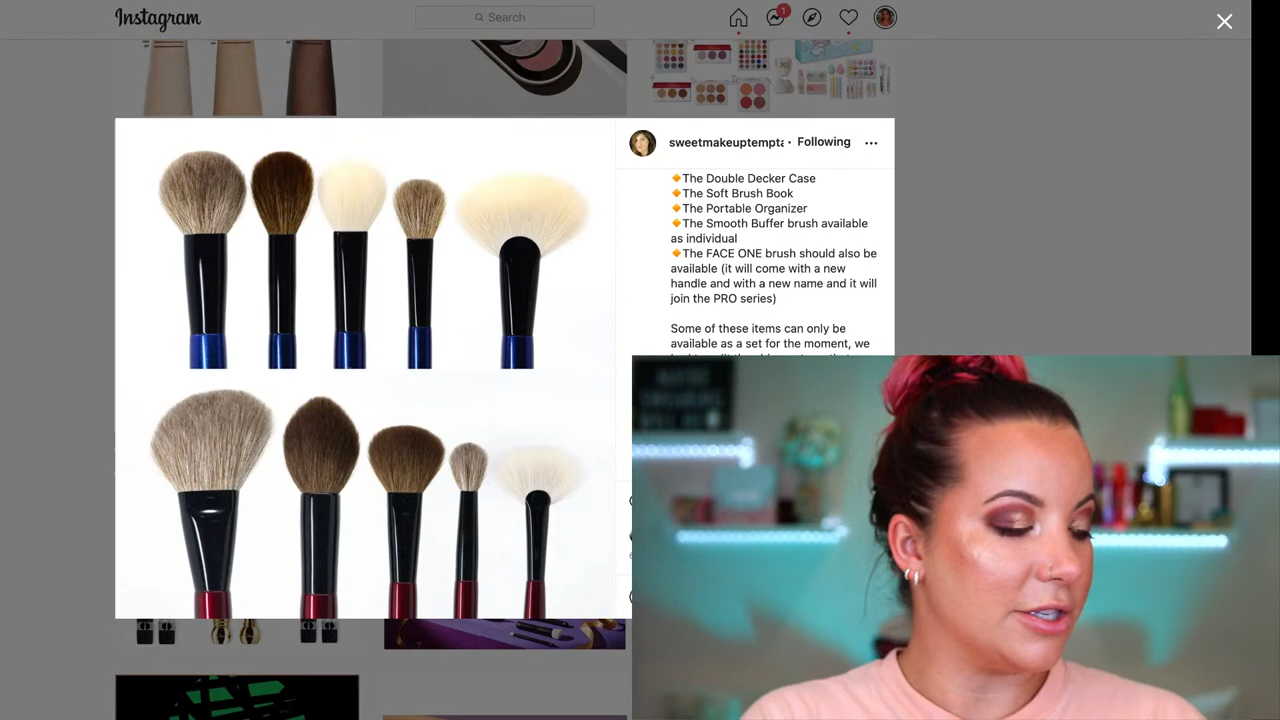 Instagram
Search
1
sweetmakeuptempta • Following
The Double Decker Case
The Soft Brush Book
The Portable Organizer
The Smooth Buffer brush available
as individual
The FACE ONE brush should also be
available (it will come with a new
handle and with a new name and it will
join the PRO series)
Some of these items can only be
available as a set for the moment, we